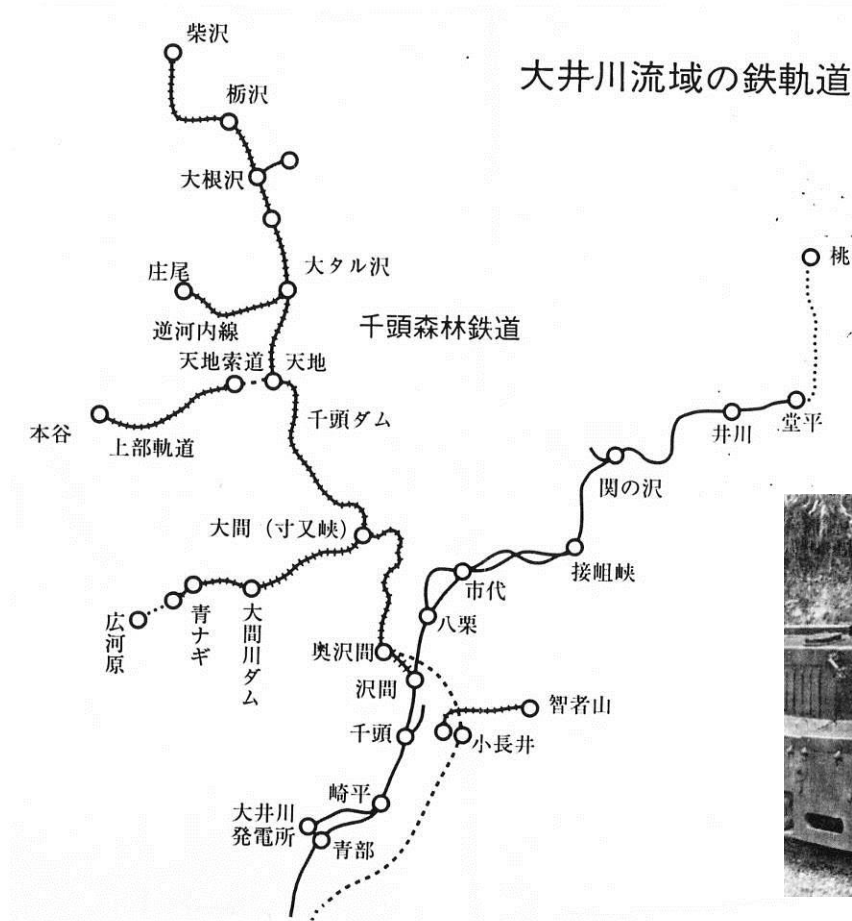 大井川流域の鉄軌道
柴沢
栃沢
大根沢
大タル沢
庄尾
逆河内線
千頭森林鉄道
桃
天地索道
天地
本谷
上部軌道
千頭ダム
井川
堂平
関の沢
大間（寸又峡）
接岨峡
市代
八栗
広河原
青ナギ
大間川ダム
奥沢間
沢間
智者山
千頭
小長井
崎平
大井川
発電所
青部